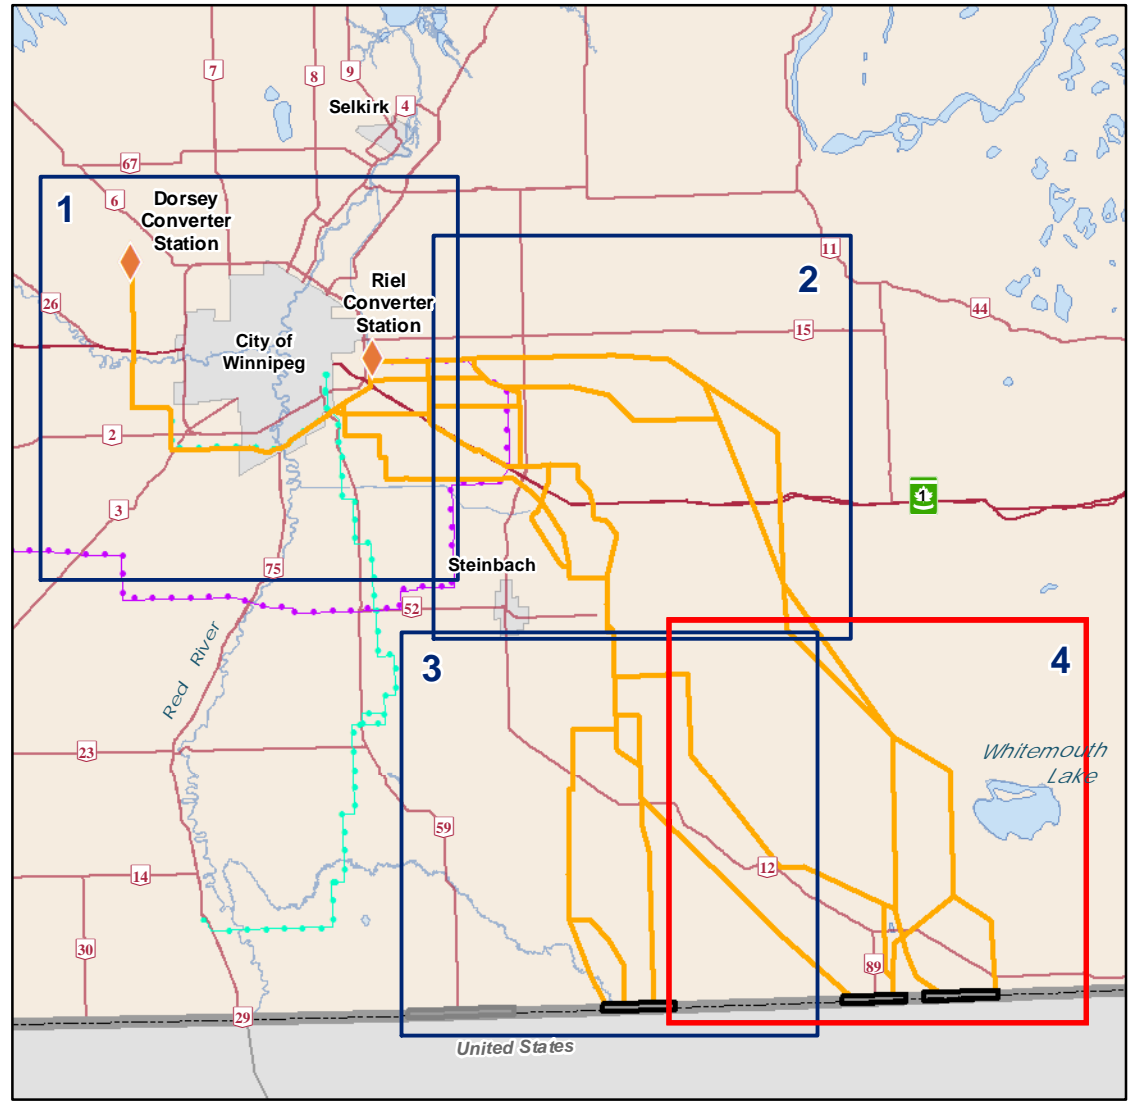 7
8
9
Selkirk
4
67
1
6
Dorsey
Converter
Station
11
2
Riel
Converter
Station
26
44
15
City of
Winnipeg
2
1
3
75
Steinbach
52
Red River
3
4
23
Whitemouth
Lake
59
12
14
30
89
29
United States